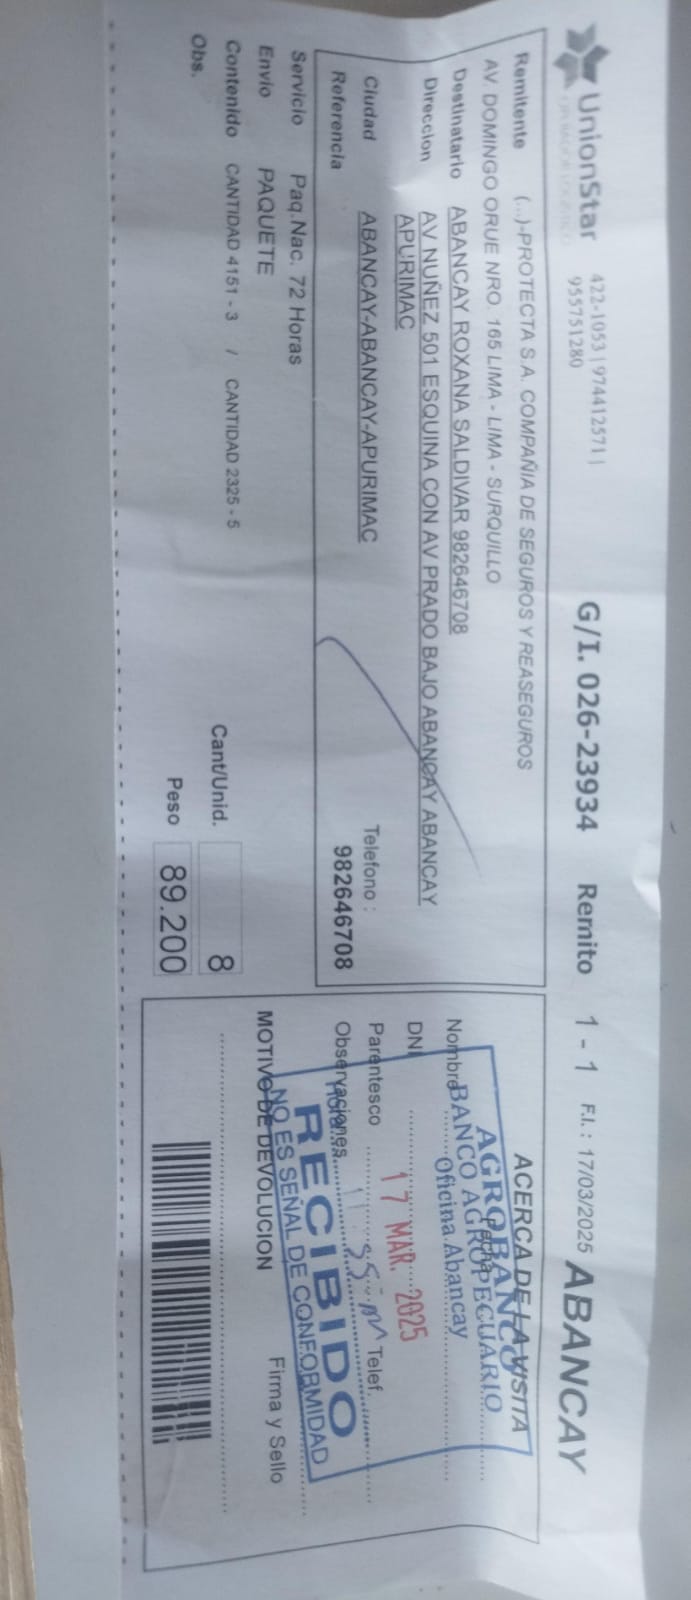 UnionStar
422-1053 | 974412571 |
955751280
G/I. 026-23934 Remito 1 - 1 F.I.: 17/03/2025 ABANCAY
Remitente (...)-PROTECTA S.A. COMPAÑIA DE SEGUROS Y REASEGUROS
AV. DOMINGO ORUE NRO. 165 LIMA - LIMA - SURQUILLO
Destinatario ABANCAY ROXANA SALDIVAR 982646708
Direccion AV NUÑEZ 501 ESQUINA CON AV PRADO BAJO ABANCAY ABANCAY
APURIMAC
Ciudad ABANCAY-ABANCAY-APURIMAC
Telefono :
Referencia
982646708
Servicio Paq.Nac. 72 Horas
Envio PAQUETE
Contenido CANTIDAD 4151 - 3 / CANTIDAD 2325 - 5
Obs.
Cant/Unid. 8
Peso 89.200
ACERCA DE LA VISITA
Fecha
Nombre
DNI
Parentesco
Telef.
Observaciones
MOTIVO DE DEVOLUCION
Firma y Sello
AGROBANCO
BANCO AGROPECUARIO
Oficina Abancay
17 MAR. 2025
Hora
RECIBIDO
NO ES SEÑAL DE CONFORMIDAD